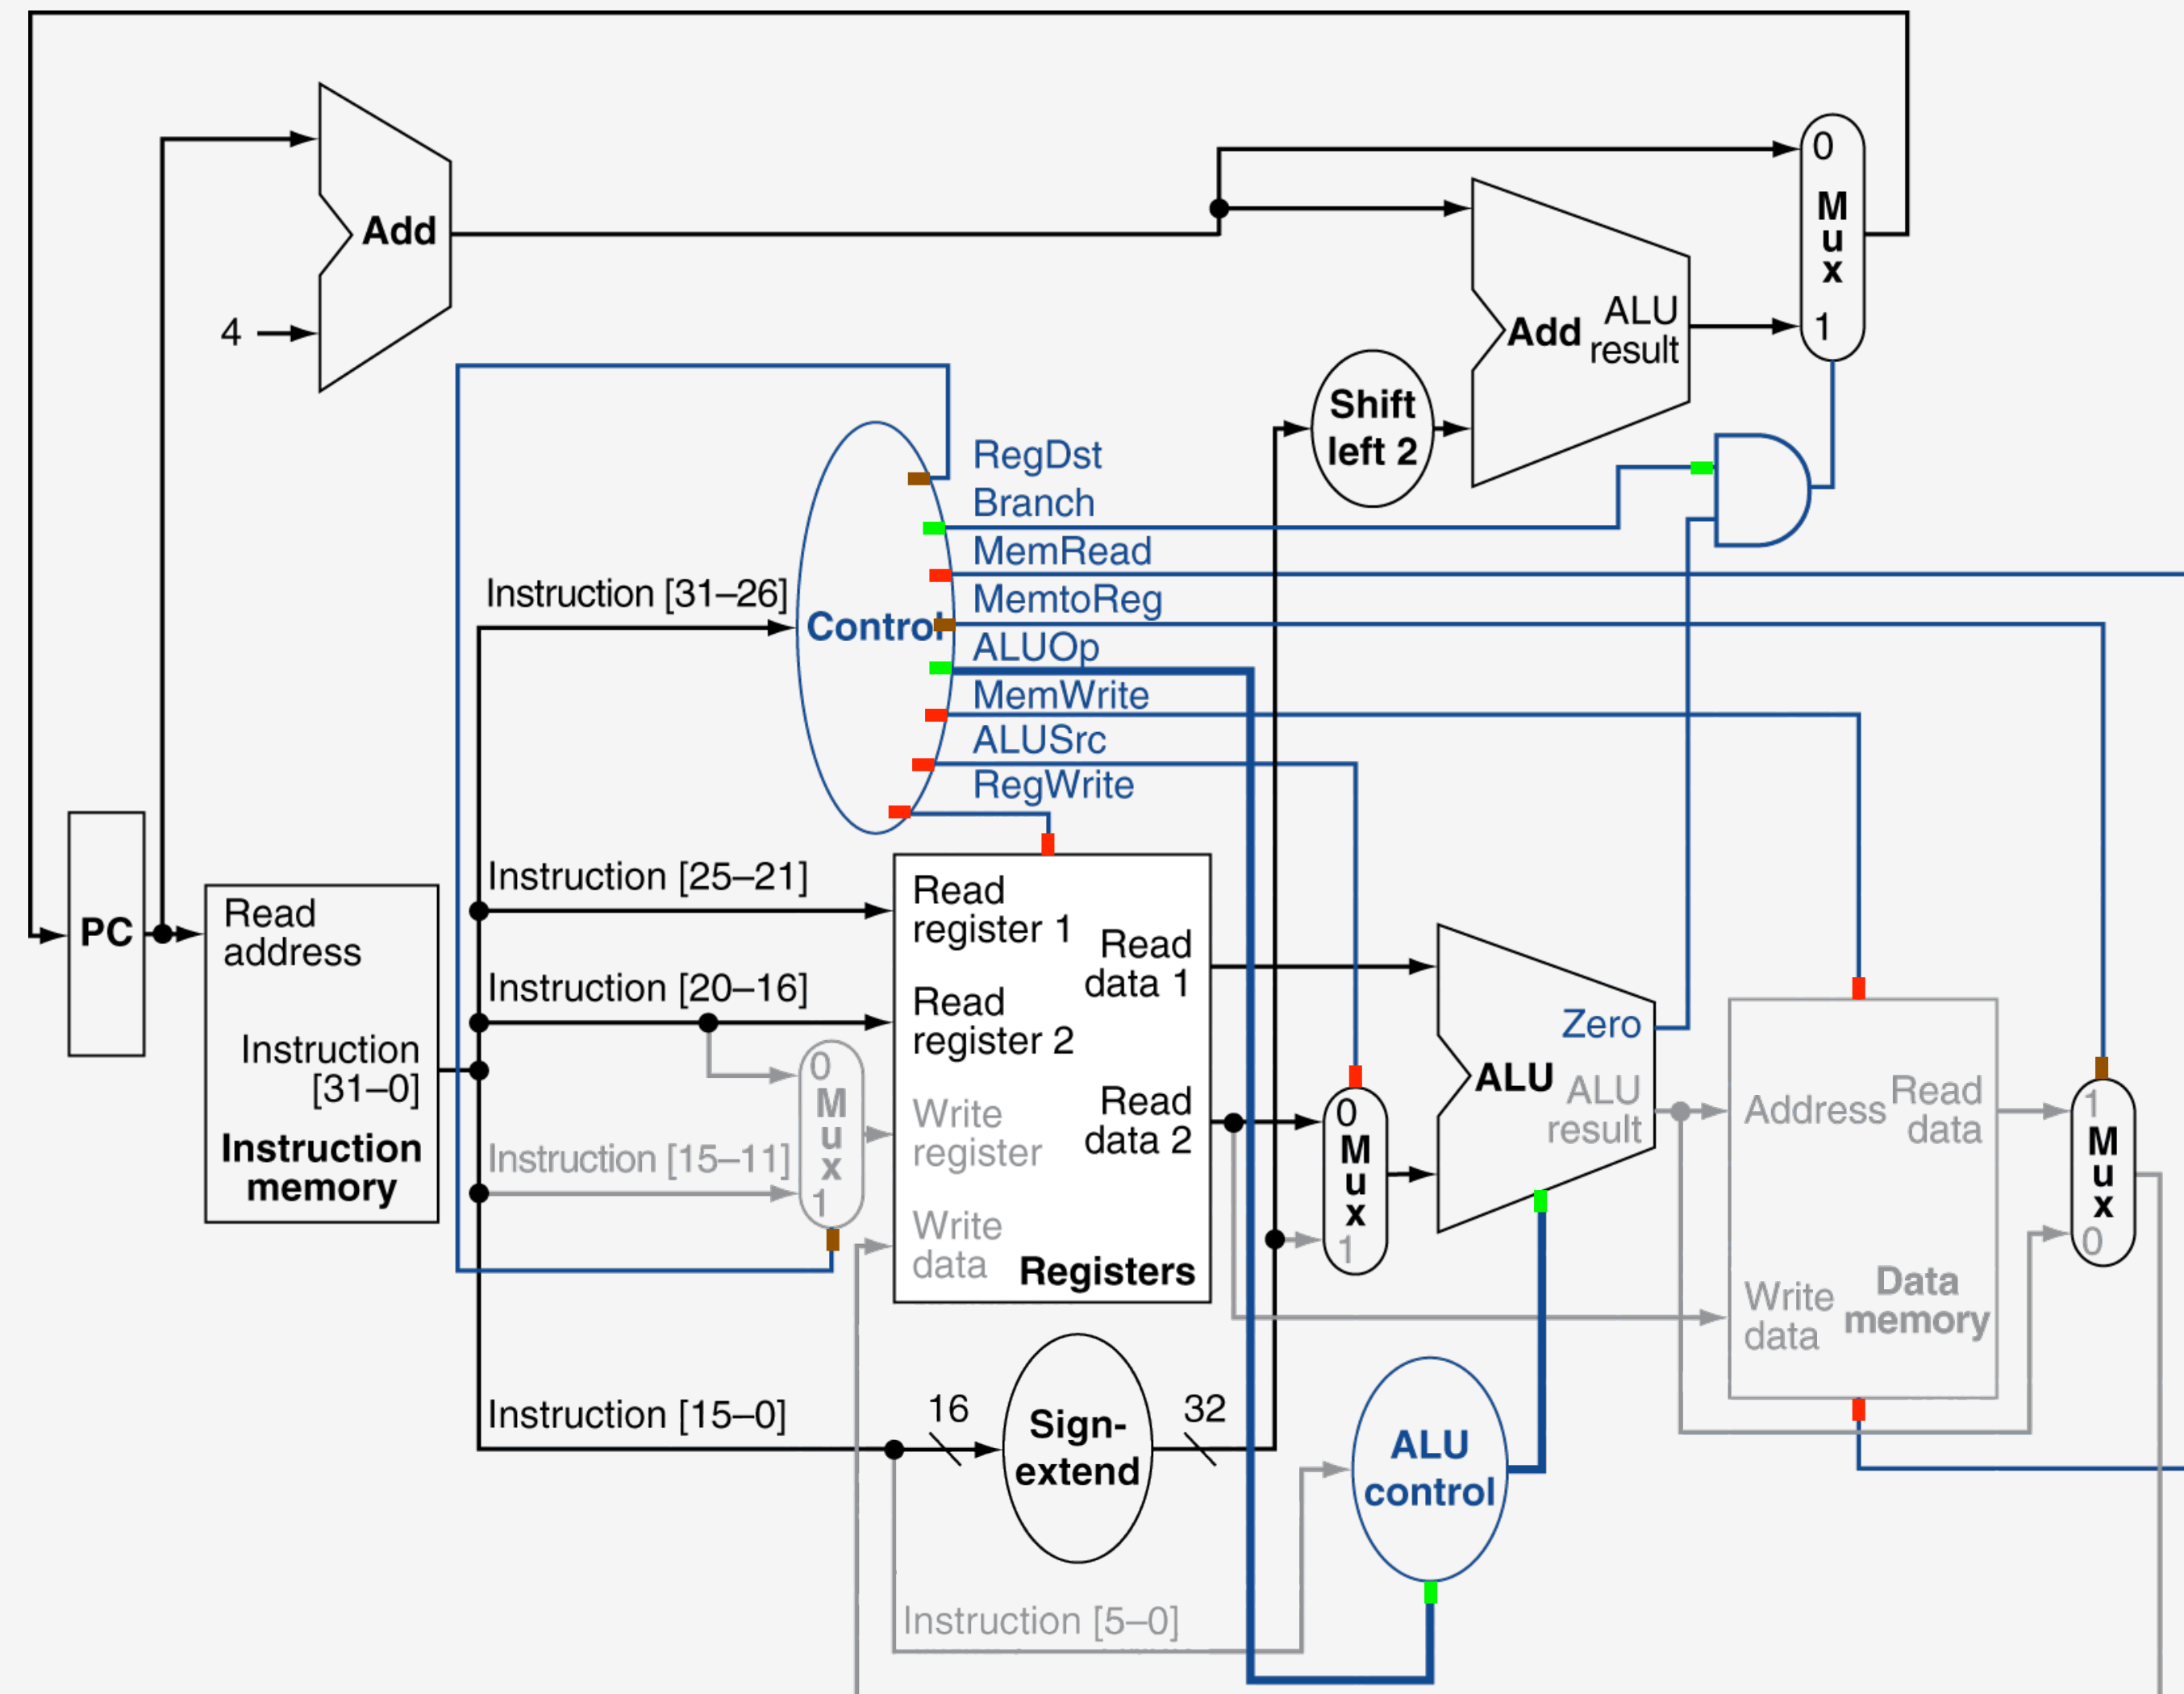 0
M
u
x
1
Add
4
Add
ALU
result
Shift
left 2
RegDst
Branch
MemRead
MemtoReg
ALUOp
MemWrite
ALUSrc
RegWrite
Control
Instruction [31–26]
Instruction [25–21]
Instruction [20–16]
Instruction [15–11]
Instruction [15–0]
Instruction [5–0]
PC
Read
address
Instruction
[31–0]
Instruction
memory
0
M
u
x
1
Read
register 1
Read
register 2
Write
register
Write
data
Read
data 1
Read
data 2
Registers
0
M
u
x
1
Zero
ALU
ALU
result
Address
Read
data
Write
data
Data
memory
1
M
u
x
0
16
Sign-
extend
32
ALU
control